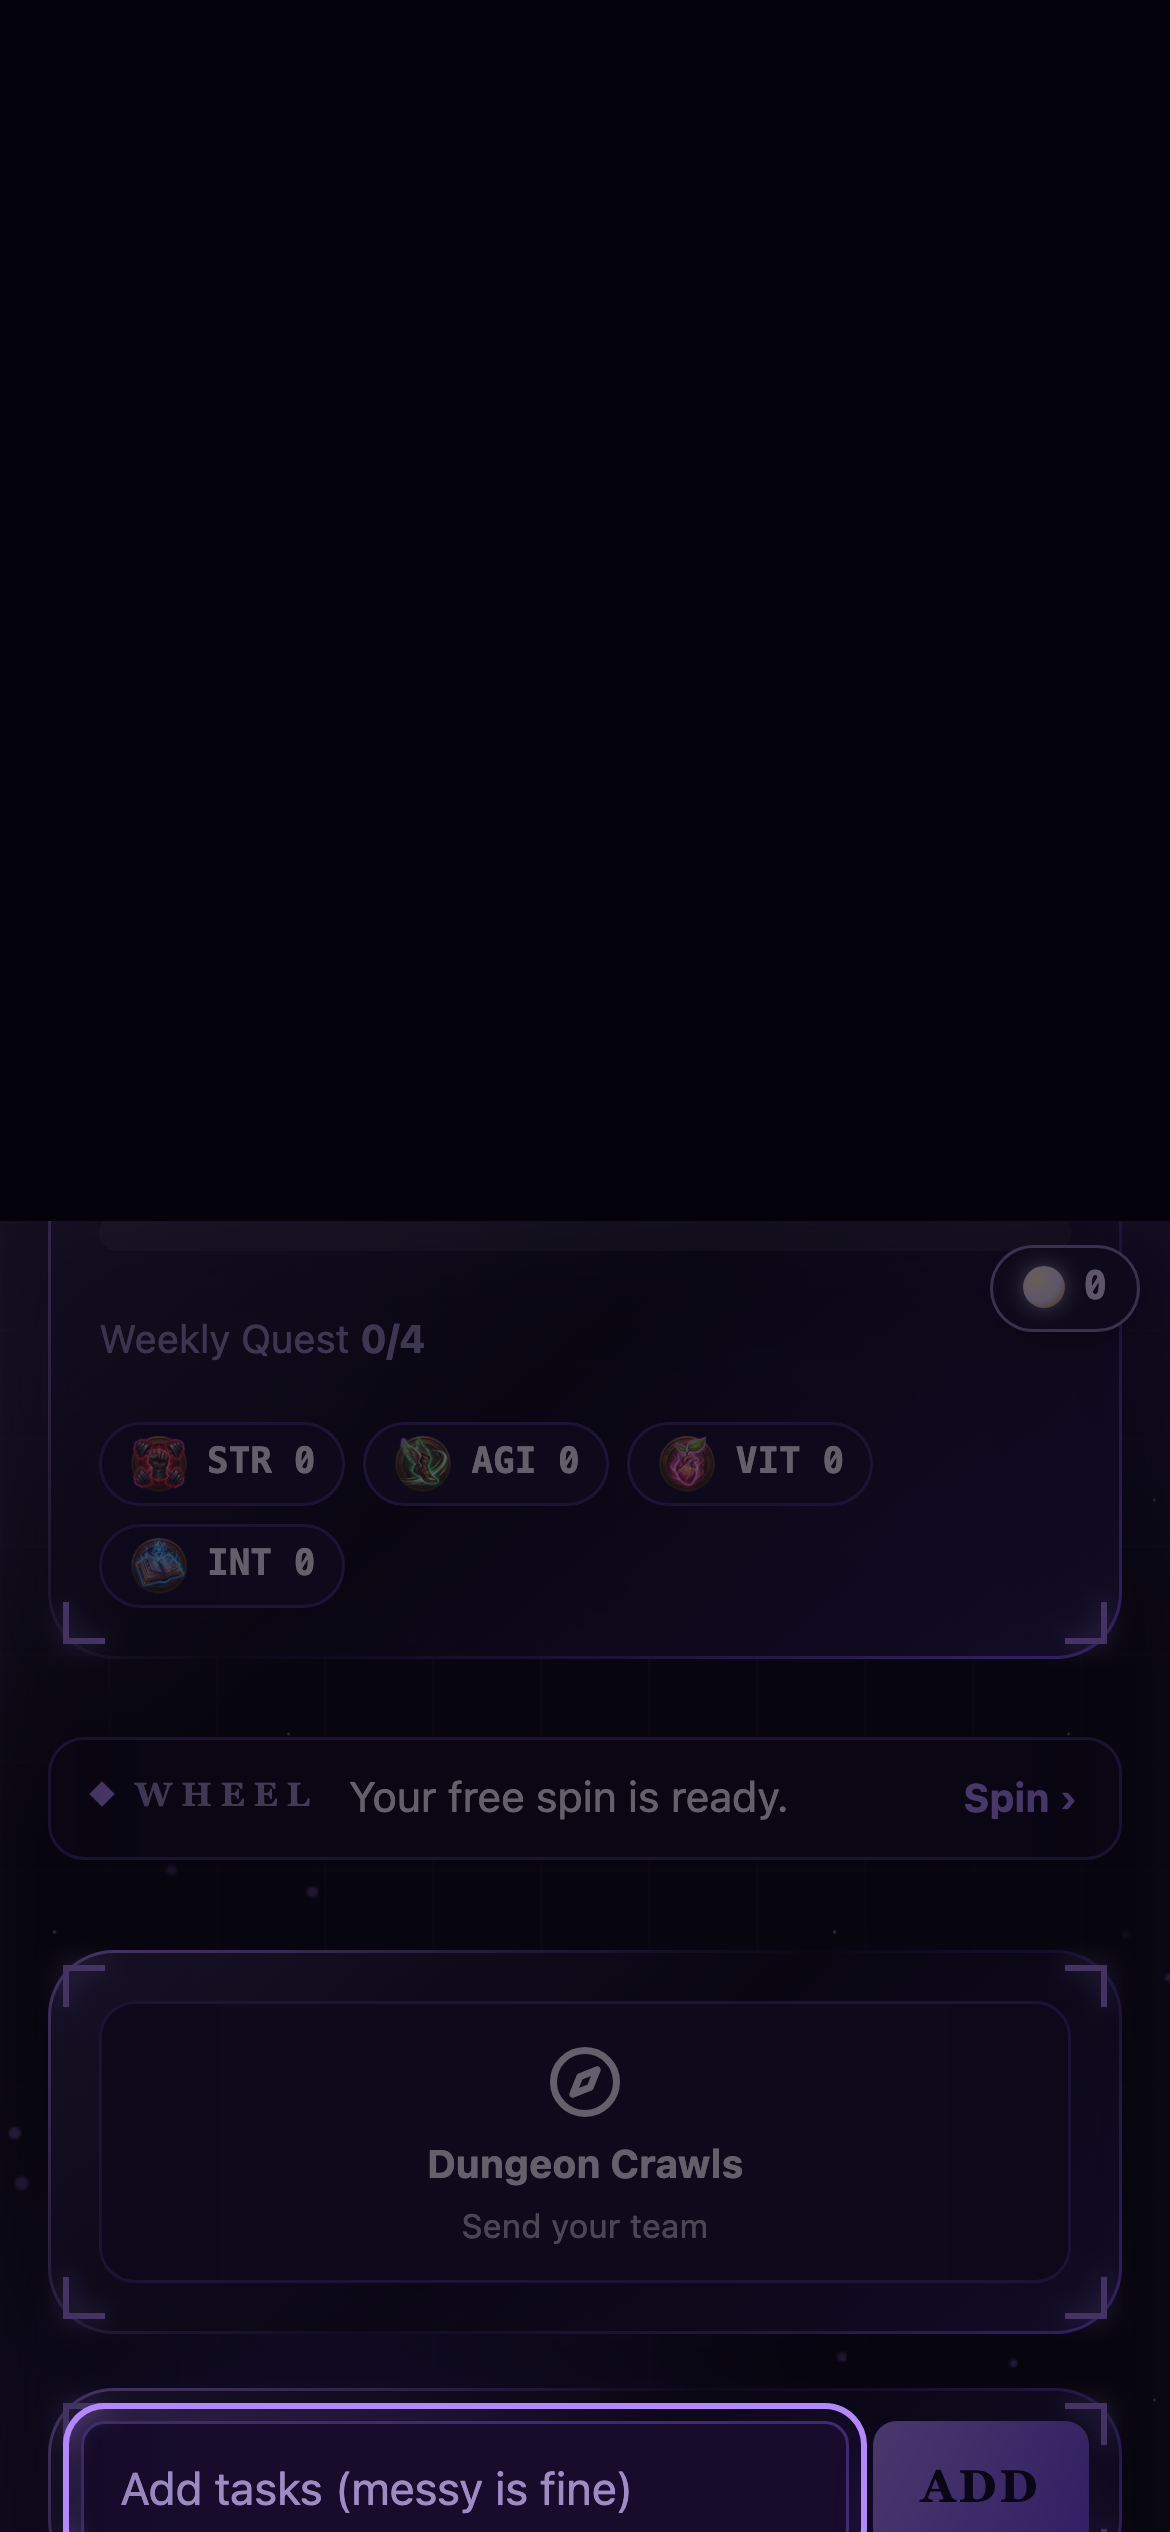 0
Weekly Quest 0/4
STR 0 AGI 0 VIT 0
INT 0
WHEEL Your free spin is ready. Spin ›
Dungeon Crawls
Send your team
Add tasks (messy is fine) ADD